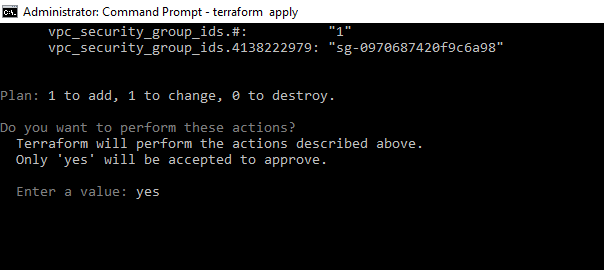 Administrator: Command Prompt - terraform  apply
vpc_security_group_ids.#:          "1"
vpc_security_group_ids.4138222979: "sg-0970687420f9c6a98"
Plan: 1 to add, 1 to change, 0 to destroy.
Do you want to perform these actions?
Terraform will perform the actions described above.
Only 'yes' will be accepted to approve.
Enter a value: yes